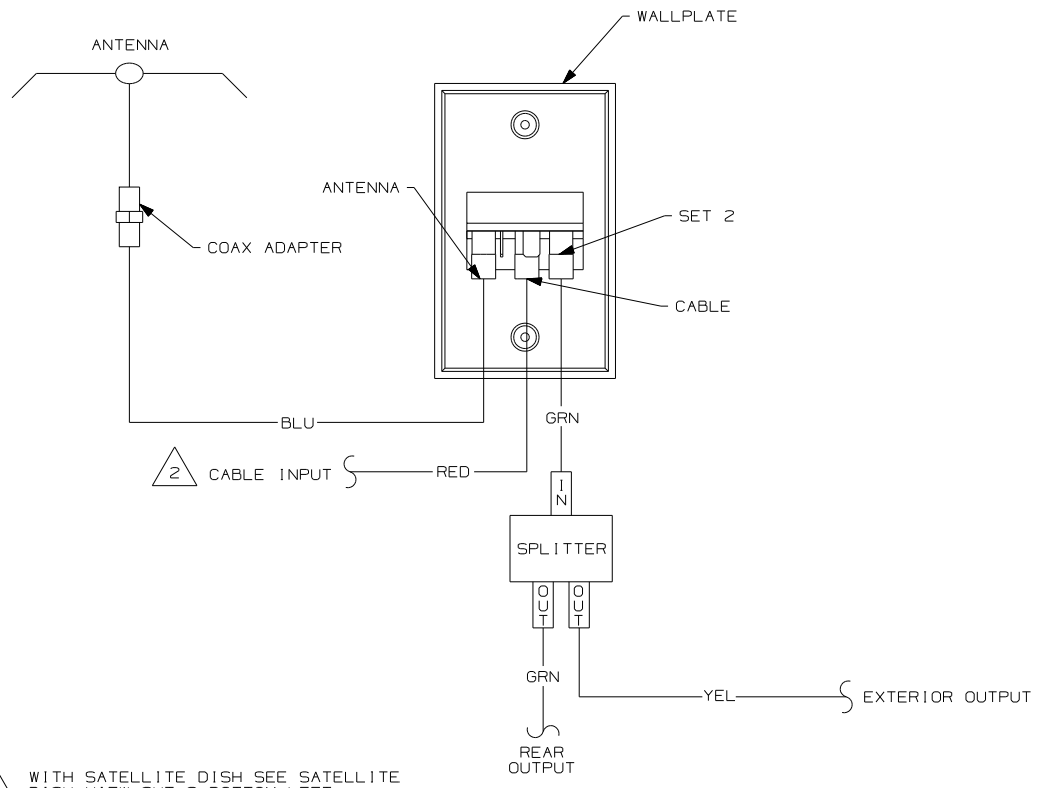 WALLPLATE
ANTENNA
ANTENNA
SET 2
COAX ADAPTER
CABLE
BLU
GRN
2 CABLE INPUT
RED
IN
SPLITTER
OUT
OUT
GRN
YEL
EXTERIOR OUTPUT
REAR
OUTPUT
WITH SATELLITE DISH SEE SATELLITE